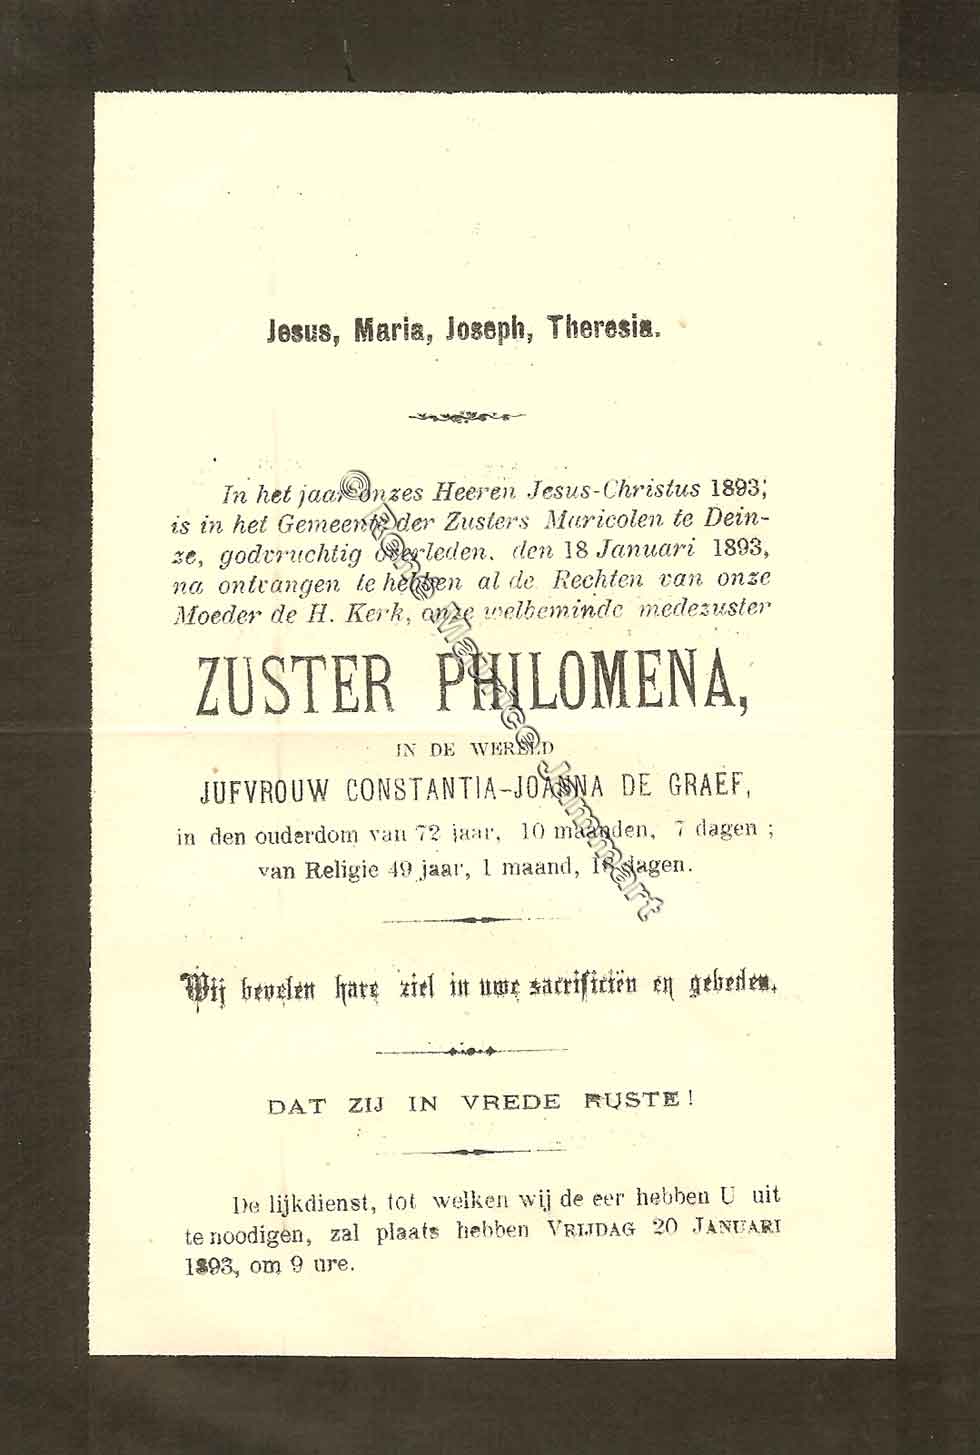 Jesus, Maria, Joseph, Theresia.
In het jaar onzes Heeren Jesus-Christus 1893,
is in het Gemeente der Zusters Maricolen te Dein-
ze, godvruchtig overleden, den 18 Januari 1893,
na ontvangen te hebben al de Rechten van onze
Moeder de H. Kerk, onze welbeminde medezuster
ZUSTER PHILOMENA,
IN DE WERELD
JUFVROUW CONSTANTIA-JOANNA DE GRAEF,
in den ouderdom van 72 jaar, 10 maanden, 7 dagen ;
van Religie 49 jaar, 1 maand, dagen.
Wij bevelen hare ziel in uwe sacrificiën en gebeden.
DAT ZIJ IN VREDE RUSTE !
De lijkdienst, tot welken wij de eer hebben U uit
te noodigen, zal plaats hebben VRIJDAG 20 JANUARI
1893, om 9 ure.
© Rene Maurice Jammart